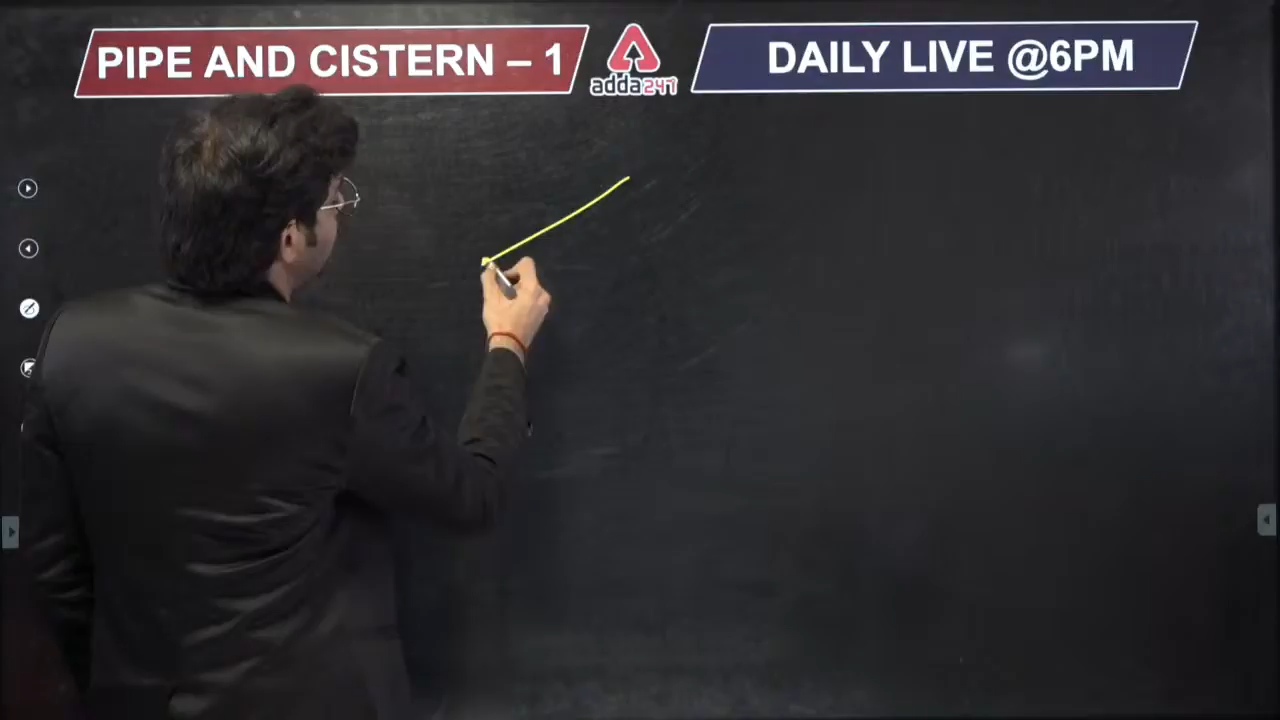 PIPE AND CISTERN – 1
adda247
DAILY LIVE @6PM